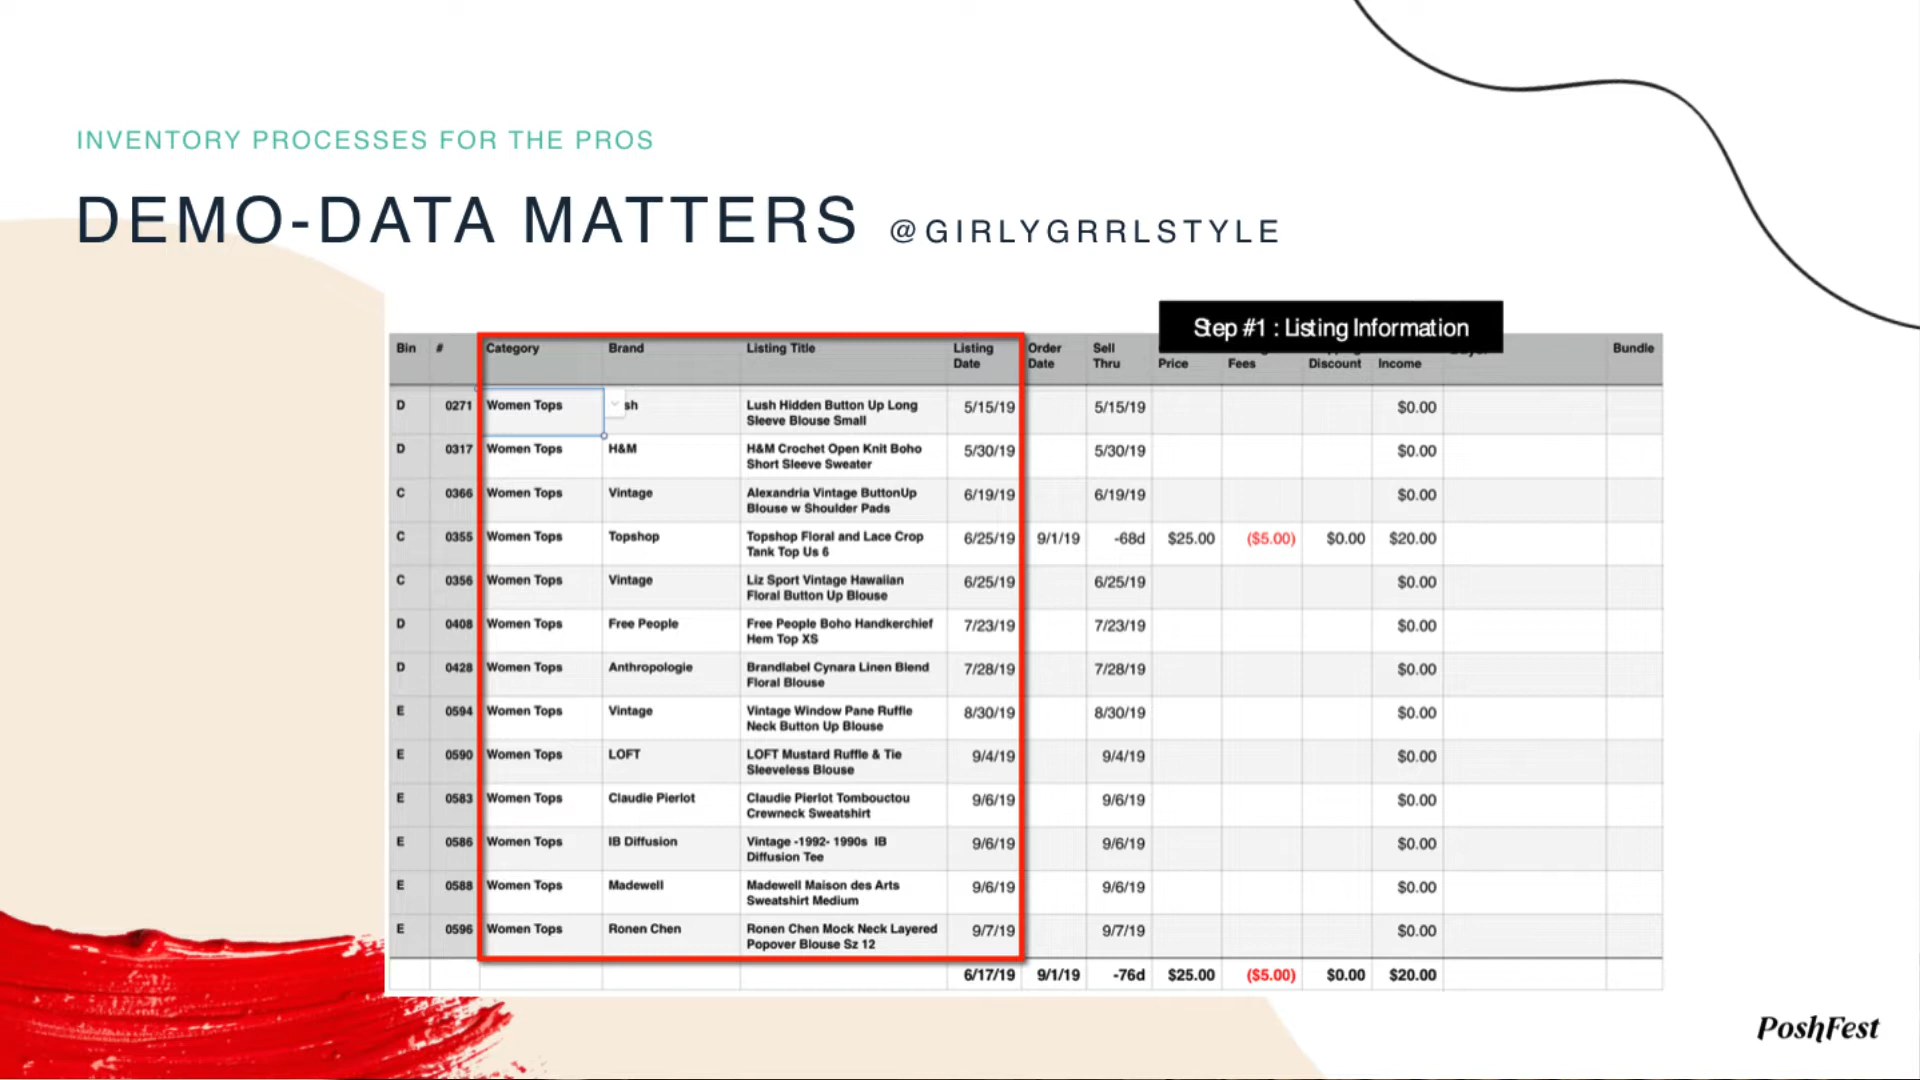 INVENTORY PROCESSES FOR THE PROS
DEMO-DATA MATTERS @GIRLYGRRLSTYLE
Step #1 : Listing Information
Bin # Category Brand Listing Title Listing Date Order Date Sell Thru Price Fees Discount Income Bundle
D 0271 Women Tops sh Lush Hidden Button Up Long Sleeve Blouse Small 5/15/19 5/15/19 $0.00
D 0317 Women Tops H&M H&M Crochet Open Knit Boho Short Sleeve Sweater 5/30/19 5/30/19 $0.00
C 0366 Women Tops Vintage Alexandria Vintage ButtonUp Blouse w Shoulder Pads 6/19/19 6/19/19 $0.00
C 0355 Women Tops Topshop Topshop Floral and Lace Crop Tank Top Us 6 6/25/19 9/1/19 -68d $25.00 ($5.00) $0.00 $20.00
C 0356 Women Tops Vintage Liz Sport Vintage Hawaiian Floral Button Up Blouse 6/25/19 6/25/19 $0.00
D 0408 Women Tops Free People Free People Boho Handkerchief Hem Top XS 7/23/19 7/23/19 $0.00
D 0428 Women Tops Anthropologie Brandlabel Cynara Linen Blend Floral Blouse 7/28/19 7/28/19 $0.00
E 0594 Women Tops Vintage Vintage Window Pane Ruffle Neck Button Up Blouse 8/30/19 8/30/19 $0.00
E 0590 Women Tops LOFT LOFT Mustard Ruffle & Tie Sleeveless Blouse 9/4/19 9/4/19 $0.00
E 0583 Women Tops Claudie Pierlot Claudie Pierlot Tombouctou Crewneck Sweatshirt 9/6/19 9/6/19 $0.00
E 0586 Women Tops IB Diffusion Vintage -1992- 1990s IB Diffusion Tee 9/6/19 9/6/19 $0.00
E 0588 Women Tops Madewell Madewell Maison des Arts Sweatshirt Medium 9/6/19 9/6/19 $0.00
E 0596 Women Tops Ronen Chen Ronen Chen Mock Neck Layered Popover Blouse Sz 12 9/7/19 9/7/19 $0.00
6/17/19 9/1/19 -76d $25.00 ($5.00) $0.00 $20.00
PoshFest